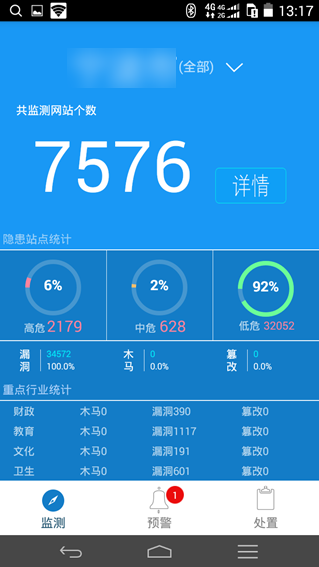 4G 4G 2G 13:17
(全部)
共监测网站个数
7576 详情
隐患站点统计
6% 2% 92%
高危 2179 中危 628 低危 32052
漏洞 34572 100.0% 木马 0 0.0% 篡改 0 0.0%
重点行业统计
财政 木马0 漏洞390 篡改0
教育 木马0 漏洞1117 篡改0
文化 木马0 漏洞191 篡改0
卫生 木马0 漏洞601 篡改0
1
监测 预警 处置